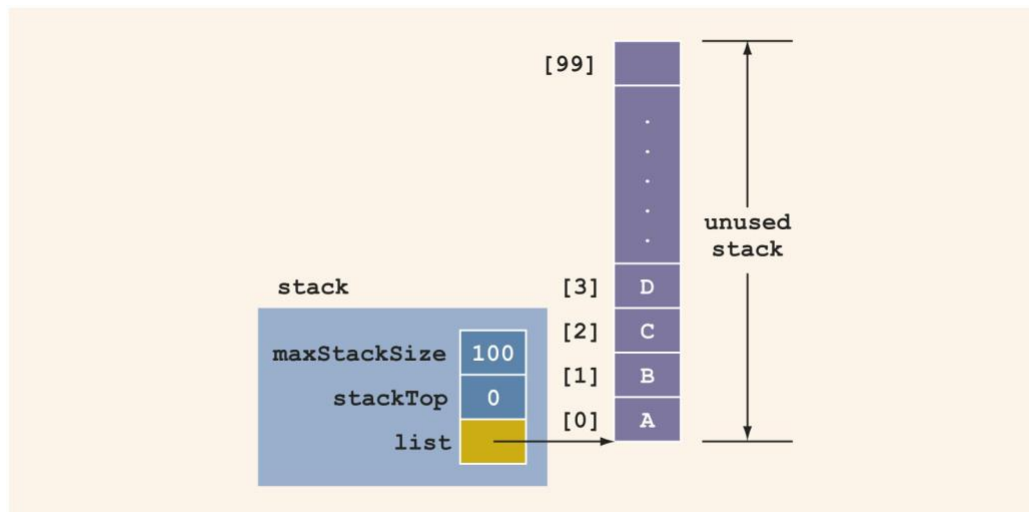 [99]
.
.
.
.
.
unused
stack
stack
[3] D
maxStackSize 100
[2] C
stackTop 0
[1] B
list
[0] A